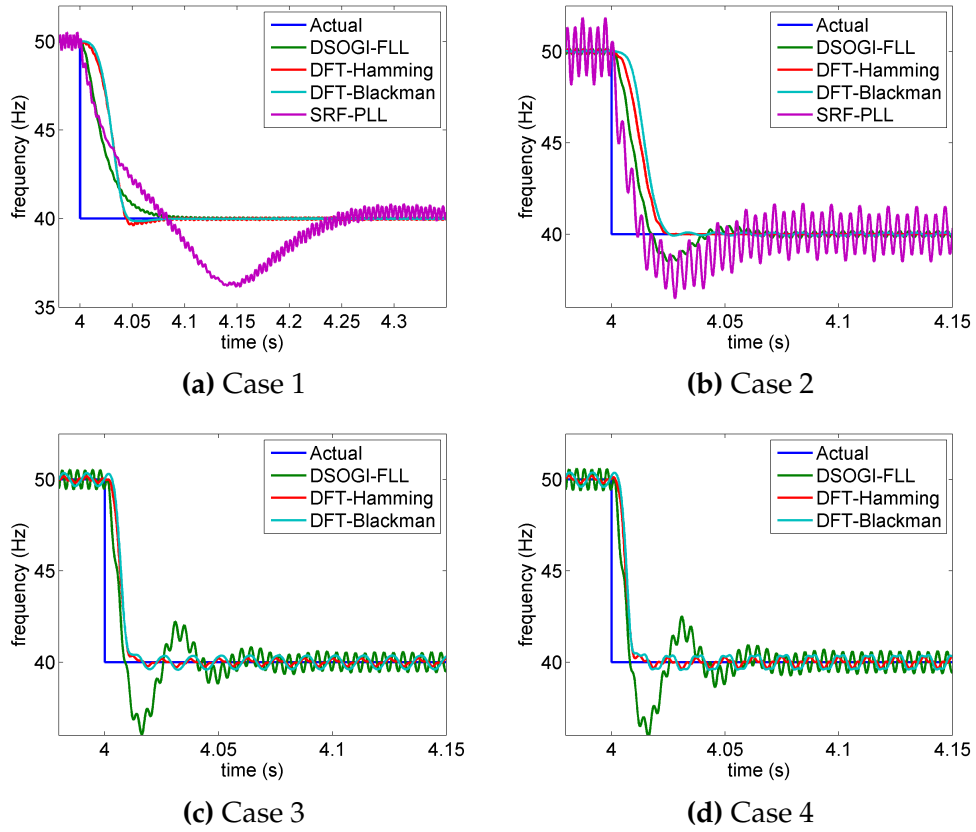 Actual
DSOGI-FLL
DFT-Hamming
DFT-Blackman
SRF-PLL
50
45
40
35
frequency (Hz)
4 4.05 4.1 4.15 4.2 4.25 4.3
time (s)
(a) Case 1
Actual
DSOGI-FLL
DFT-Hamming
DFT-Blackman
SRF-PLL
50
45
40
frequency (Hz)
4 4.05 4.1 4.15
time (s)
(b) Case 2
Actual
DSOGI-FLL
DFT-Hamming
DFT-Blackman
50
45
40
frequency (Hz)
4 4.05 4.1 4.15
time (s)
(c) Case 3
Actual
DSOGI-FLL
DFT-Hamming
DFT-Blackman
50
45
40
frequency (Hz)
4 4.05 4.1 4.15
time (s)
(d) Case 4